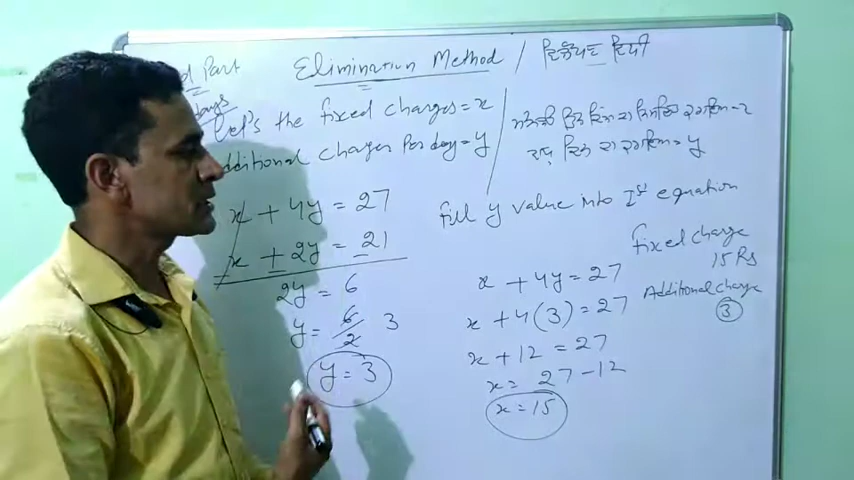 d Part
Elimination Method / ਵਿਲੋਪਣ ਵਿਧੀ
days
Let's the fixed charges = x
Additional charges Per day = y
ਦਿਨ ਦਾ = y
x + 4y = 27
x + 2y = 21
2y = 6
y = 6/2 3
y = 3
fill y value into Ist equation
x + 4y = 27
x + 4(3) = 27
x + 12 = 27
x = 27 - 12
x = 15
fixed charge
15 Rs
Additional charge
3